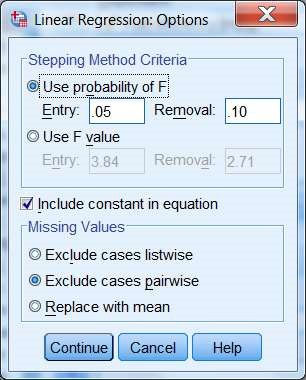 Linear Regression: Options
Stepping Method Criteria
Use probability of F
Entry: .05 Removal: .10
Use F value
Entry: 3.84 Removal: 2.71
Include constant in equation
Missing Values
Exclude cases listwise
Exclude cases pairwise
Replace with mean
Continue Cancel Help